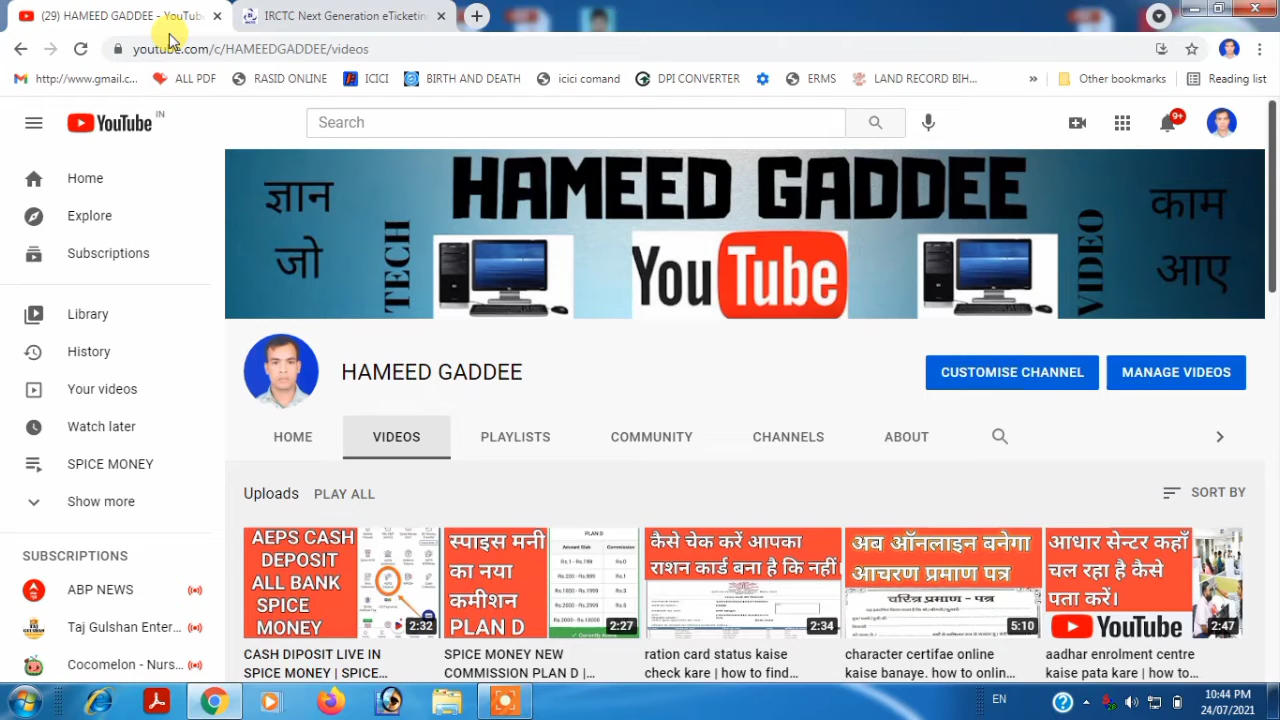 (29) HAMEED GADDEE - YouTub
IRCTC Next Generation eTicketin
youtube.com/c/HAMEEDGADDEE/videos
http://www.gmail.c...
ALL PDF
RASID ONLINE
ICICI
BIRTH AND DEATH
icici comand
DPI CONVERTER
ERMS
LAND RECORD BIH...
»
Other bookmarks
Reading list
YouTube IN
Search
9+
Home
Explore
Subscriptions
Library
History
Your videos
Watch later
SPICE MONEY
Show more
SUBSCRIPTIONS
ABP NEWS
Taj Gulshan Enter...
Cocomelon - Nurs...
HAMEED GADDEE
ज्ञान
जो
TECH
YouTube
VIDEO
काम
आए
HAMEED GADDEE
CUSTOMISE CHANNEL
MANAGE VIDEOS
HOME
VIDEOS
PLAYLISTS
COMMUNITY
CHANNELS
ABOUT
Uploads
PLAY ALL
SORT BY
AEPS CASH
DEPOSIT
ALL BANK
SPICE
MONEY
2:32
CASH DEPOSIT LIVE IN
SPICE MONEY | SPICE...
स्पाइस मनी
का नया
कमीशन
PLAN D
PLAN D
2:27
SPICE MONEY NEW
COMMISSION PLAN D |...
कैसे चेक करें आपका
राशन कार्ड बना है कि नहीं
2:34
ration card status kaise
check kare | how to find...
अब ऑनलाइन बनेगा
आचरण प्रमाण पत्र
चरित्र प्रमाण - पत्र
5:10
character certifae online
kaise banaye. how to onlin...
आधार सेन्टर कहाँ
चल रहा है कैसे
पता करें।
YouTube
2:47
aadhar enrolment centre
kaise pata kare | how to...
EN
10:44 PM
24/07/2021